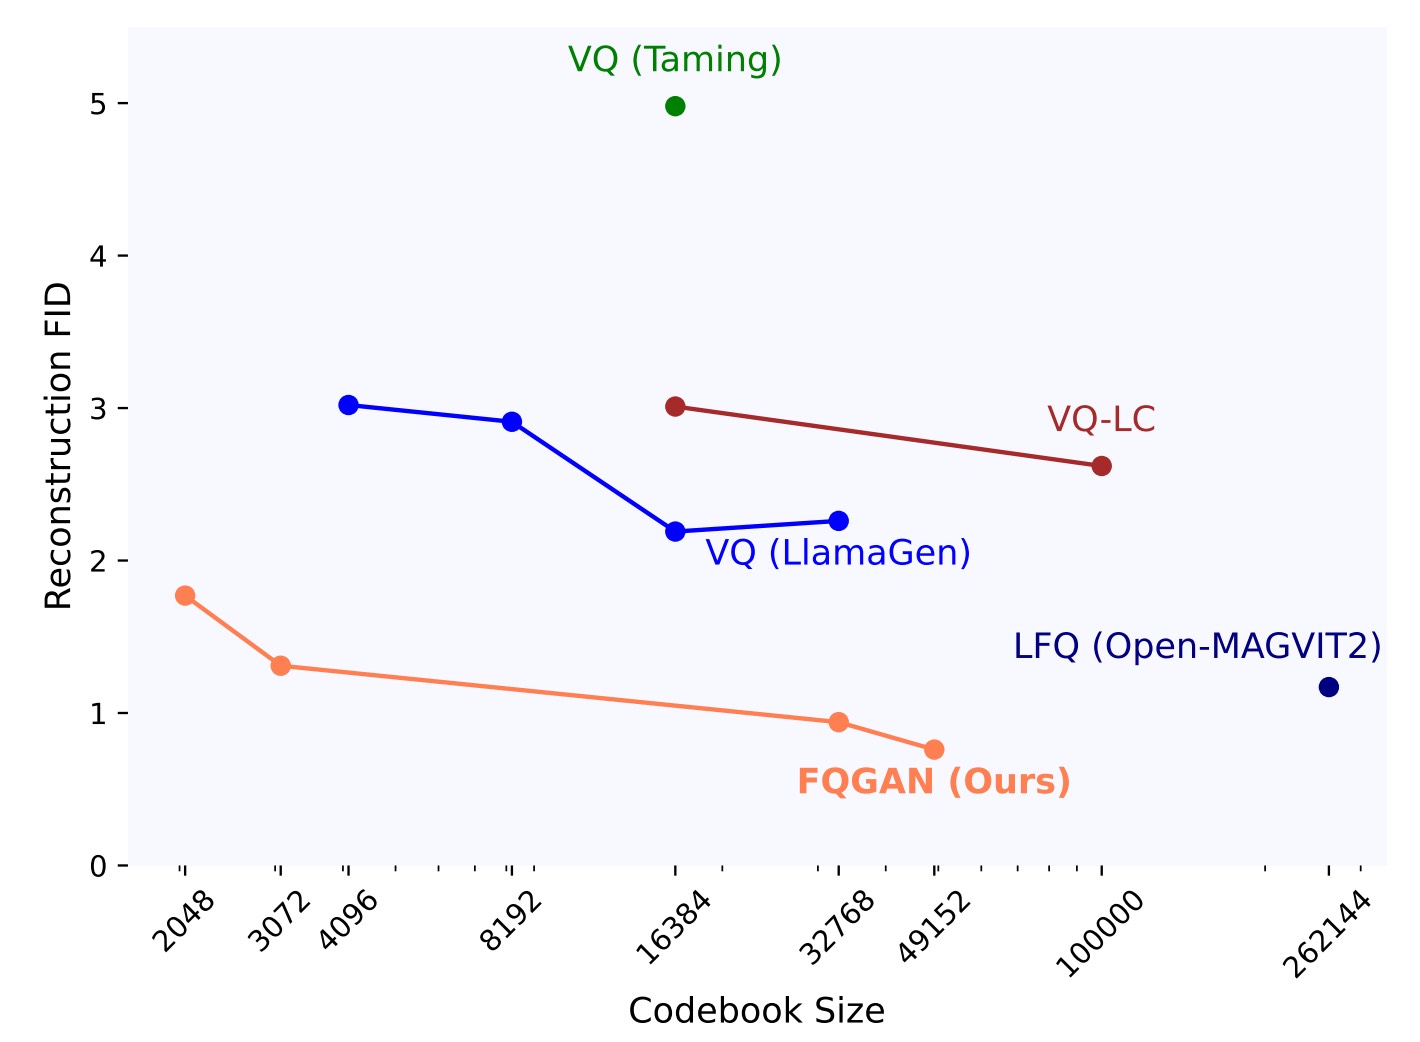 VQ (Taming)
5
4
3
2
1
0
Reconstruction FID
VQ-LC
VQ (LlamaGen)
LFQ (Open-MAGVIT2)
FQGAN (Ours)
2048
3072
4096
8192
16384
32768
49152
100000
262144
Codebook Size